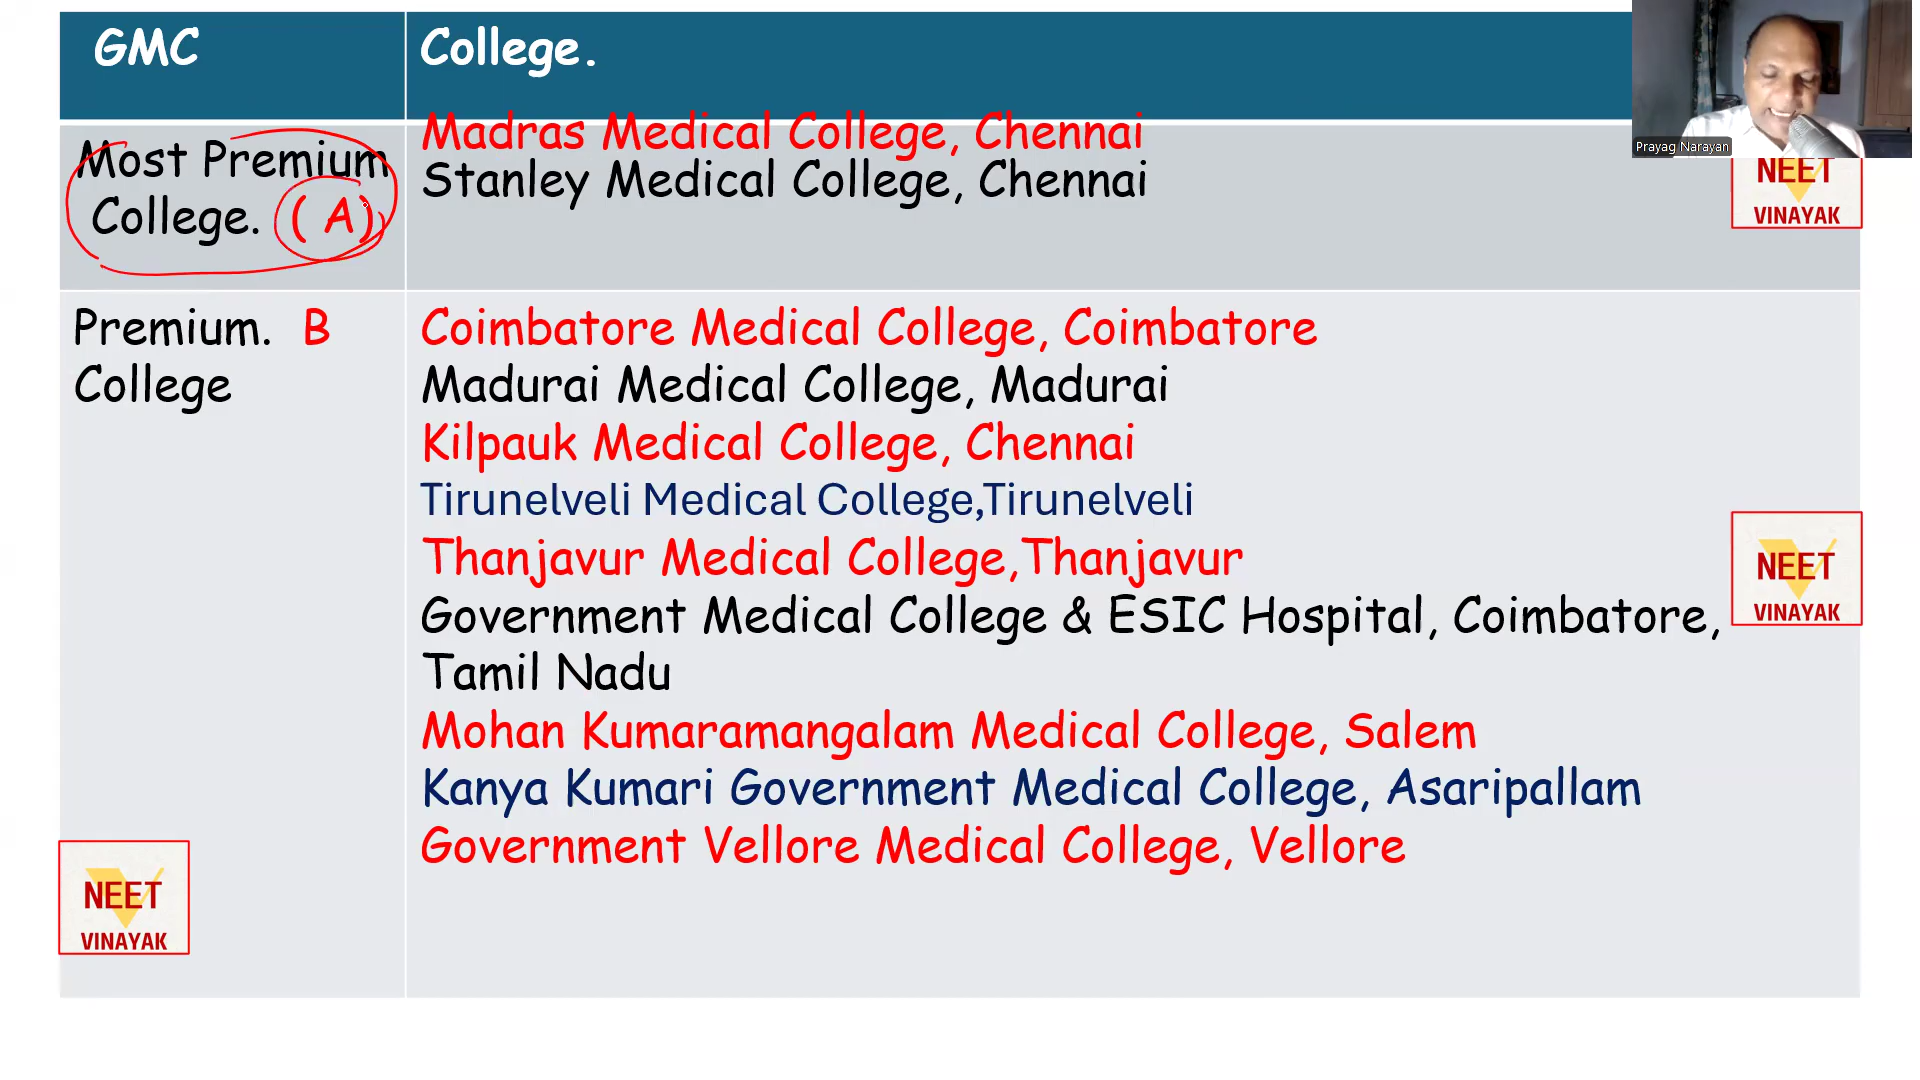 GMC
College.
Prayag Narayan
Most Premium
College. ( A)
Madras Medical College, Chennai
Stanley Medical College, Chennai
NEET
VINAYAK
Premium. B
College
Coimbatore Medical College, Coimbatore
Madurai Medical College, Madurai
Kilpauk Medical College, Chennai
Tirunelveli Medical College,Tirunelveli
Thanjavur Medical College,Thanjavur
Government Medical College & ESIC Hospital, Coimbatore,
Tamil Nadu
Mohan Kumaramangalam Medical College, Salem
Kanya Kumari Government Medical College, Asaripallam
Government Vellore Medical College, Vellore
NEET
VINAYAK
NEET
VINAYAK